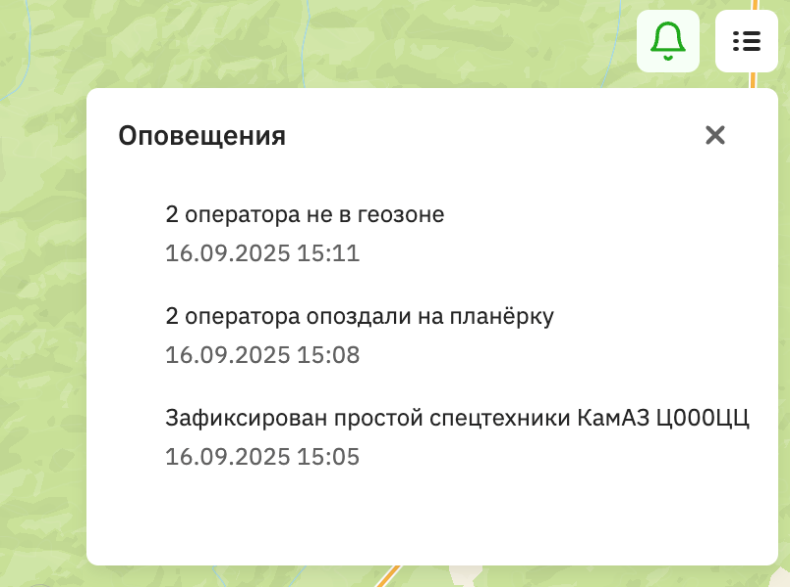 Оповещения
2 оператора не в геозоне
16.09.2025 15:11
2 оператора опоздали на планёрку
16.09.2025 15:08
Зафиксирован простой спецтехники КамАЗ Ц000ЦЦ
16.09.2025 15:05